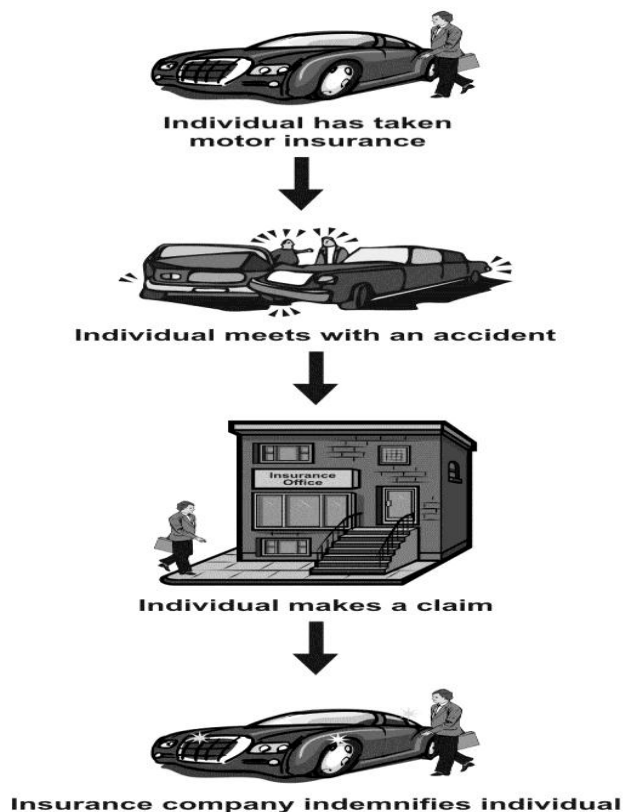 Individual has taken
motor insurance
Individual meets with an accident
Insurance
Office
Individual makes a claim
Insurance company indemnifies individual